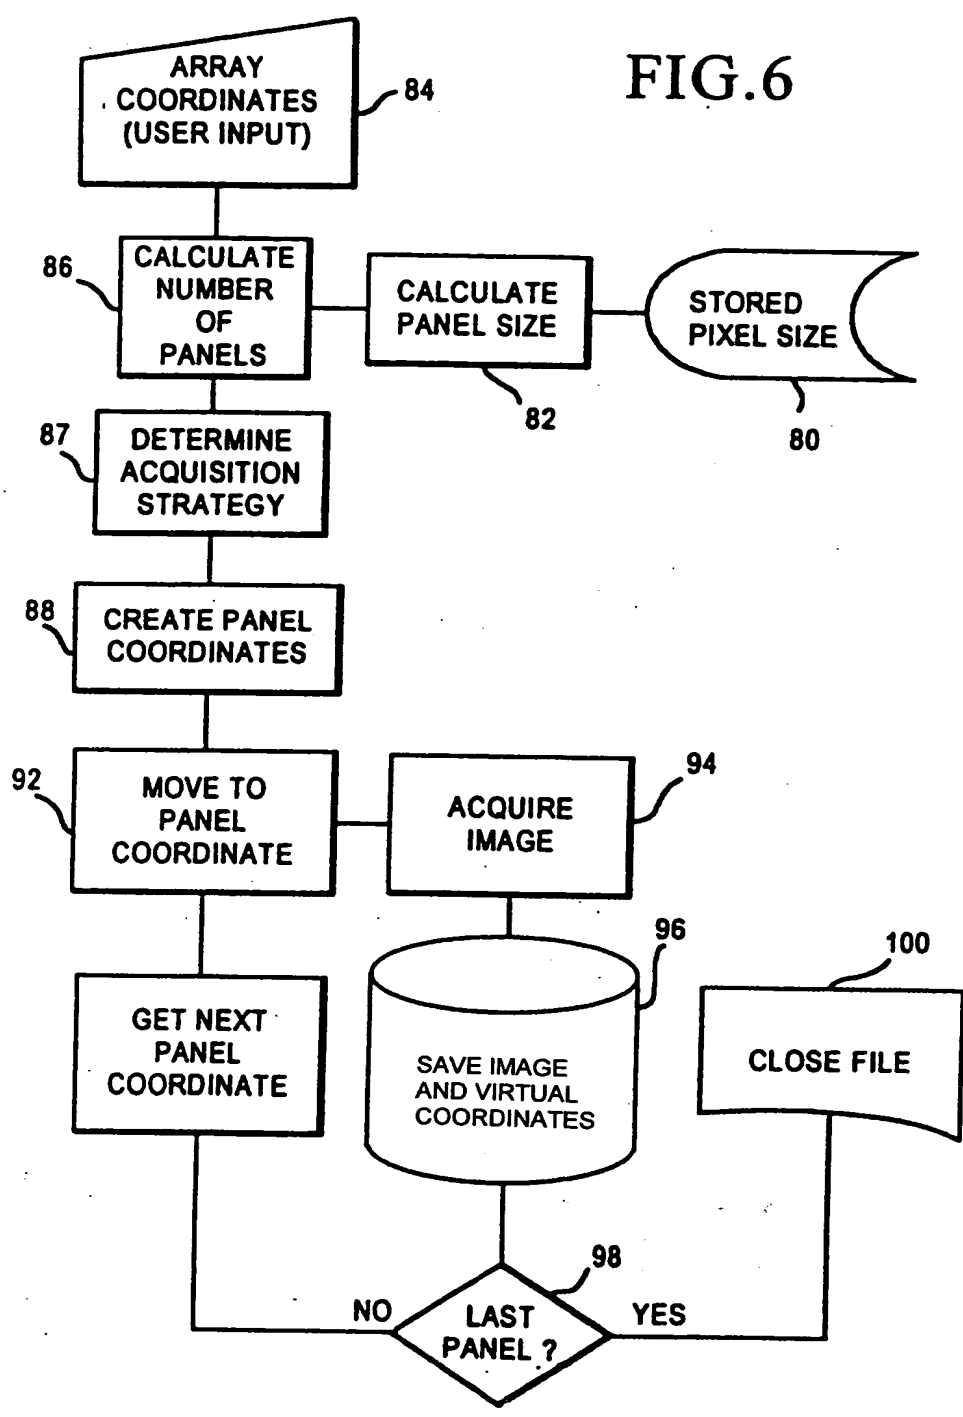 FIG.6
ARRAY
COORDINATES
(USER INPUT)
84
86
CALCULATE
NUMBER
OF
PANELS
CALCULATE
PANEL SIZE
82
STORED
PIXEL SIZE
80
87
DETERMINE
ACQUISITION
STRATEGY
88
CREATE PANEL
COORDINATES
92
MOVE TO
PANEL
COORDINATE
ACQUIRE
IMAGE
94
GET NEXT
PANEL
COORDINATE
SAVE IMAGE
AND VIRTUAL
COORDINATES
96
100
CLOSE FILE
98
NO
LAST
PANEL ?
YES